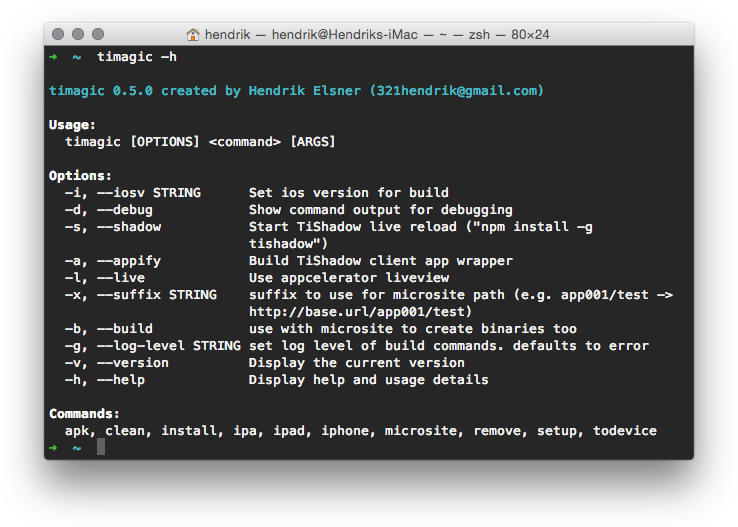 hendrik — hendrik@Hendriks-iMac — ~ — zsh — 80×24
➜  ~  timagic -h
timagic 0.5.0 created by Hendrik Elsner (321hendrik@gmail.com)
Usage:
  timagic [OPTIONS] <command> [ARGS]
Options:
  -i, --iosv STRING      Set ios version for build
  -d, --debug            Show command output for debugging
  -s, --shadow           Start TiShadow live reload ("npm install -g
                         tishadow")
  -a, --appify           Build TiShadow client app wrapper
  -l, --live             Use appcelerator liveview
  -x, --suffix STRING    suffix to use for microsite path (e.g. app001/test ->
                         http://base.url/app001/test)
  -b, --build            use with microsite to create binaries too
  -g, --log-level STRING set log level of build commands. defaults to error
  -v, --version          Display the current version
  -h, --help             Display help and usage details
Commands:
  apk, clean, install, ipa, ipad, iphone, microsite, remove, setup, todevice
➜  ~